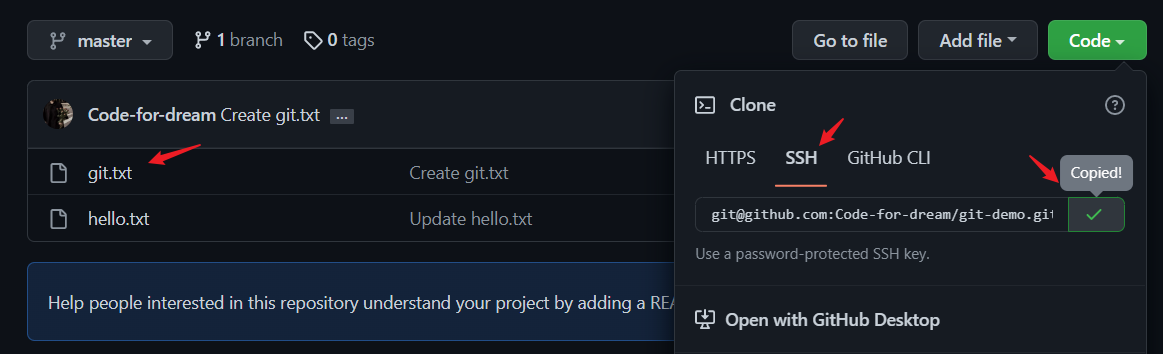 master 1 branch 0 tags Go to file Add file Code
Code-for-dream Create git.txt ...
git.txt Create git.txt
hello.txt Update hello.txt
Help people interested in this repository understand your project by adding a REA
Clone
HTTPS SSH GitHub CLI
Copied!
git@github.com:Code-for-dream/git-demo.git
Use a password-protected SSH key.
Open with GitHub Desktop